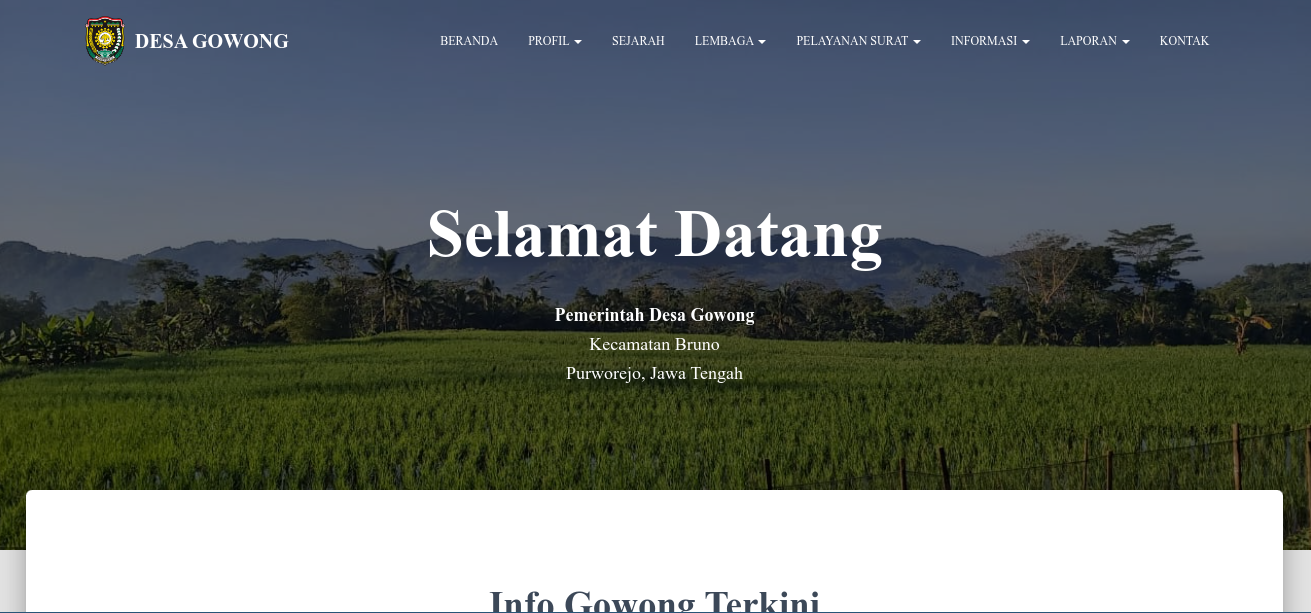 DESA GOWONG
BERANDA PROFIL SEJARAH LEMBAGA PELAYANAN SURAT INFORMASI LAPORAN KONTAK
Selamat Datang
Pemerintah Desa Gowong
Kecamatan Bruno
Purworejo, Jawa Tengah
Info Gowong Terkini